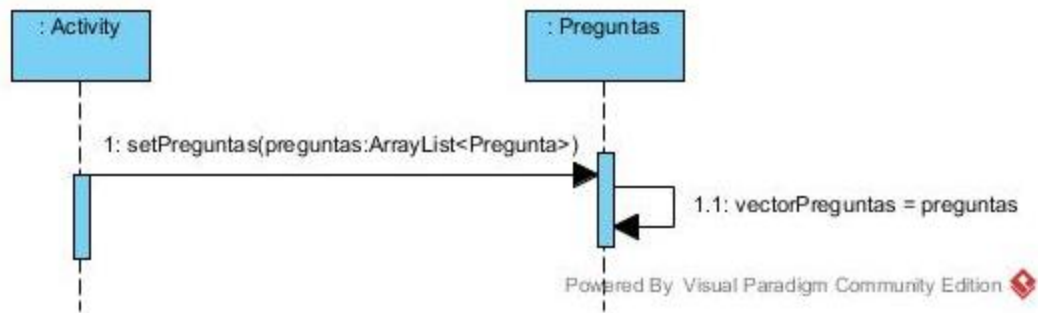 : Activity
: Preguntas
1: setPreguntas(preguntas:ArrayList<Pregunta>)
1.1: vectorPreguntas = preguntas
Powered By Visual Paradigm Community Edition